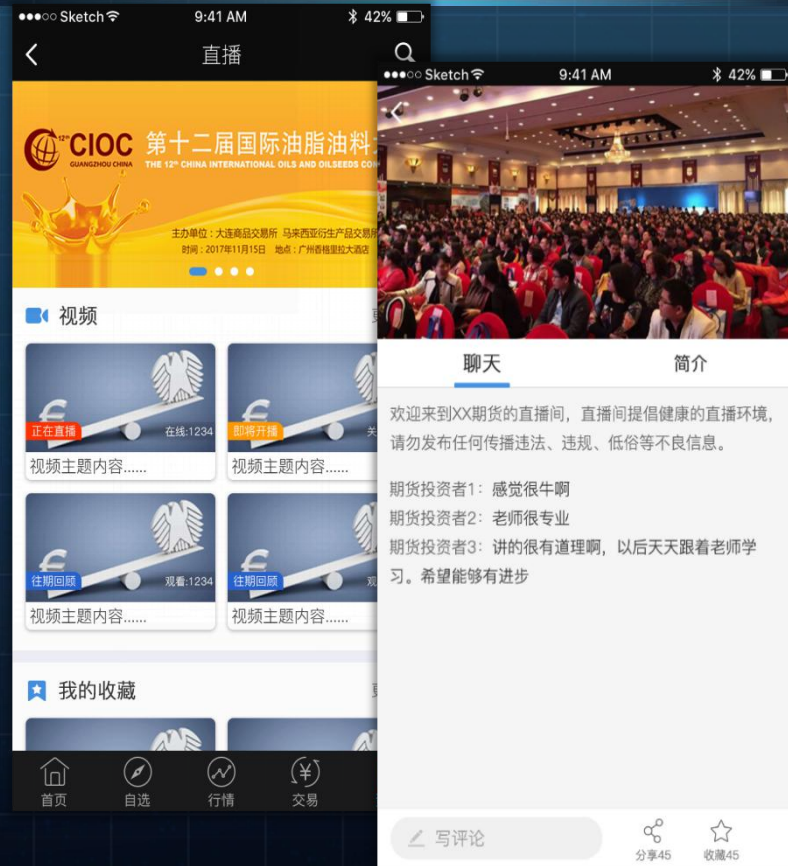 Sketch 9:41 AM 42%
直播
12th CIOC 第十二届国际油脂油料
GUANGZHOU CHINA THE 12th CHINA INTERNATIONAL OILS AND OILSEEDS CON
主办单位：大连商品交易所 马来西亚衍生产品交易所
时间：2017年11月15日 地点：广州香格里拉大酒店
视频
正在直播 在线:1234
即将开播 关
视频主题内容......
视频主题内容......
往期回顾 观看:1234
往期回顾 观
视频主题内容......
视频主题内容......
我的收藏
首页 自选 行情 交易
Sketch 9:41 AM 42%
聊天 简介
欢迎来到XX期货的直播间，直播间提倡健康的直播环境，
请勿发布任何传播违法、违规、低俗等不良信息。
期货投资者1：感觉很牛啊
期货投资者2：老师很专业
期货投资者3：讲的很有道理啊，以后天天跟着老师学
习。希望能够有进步
写评论
分享45 收藏45